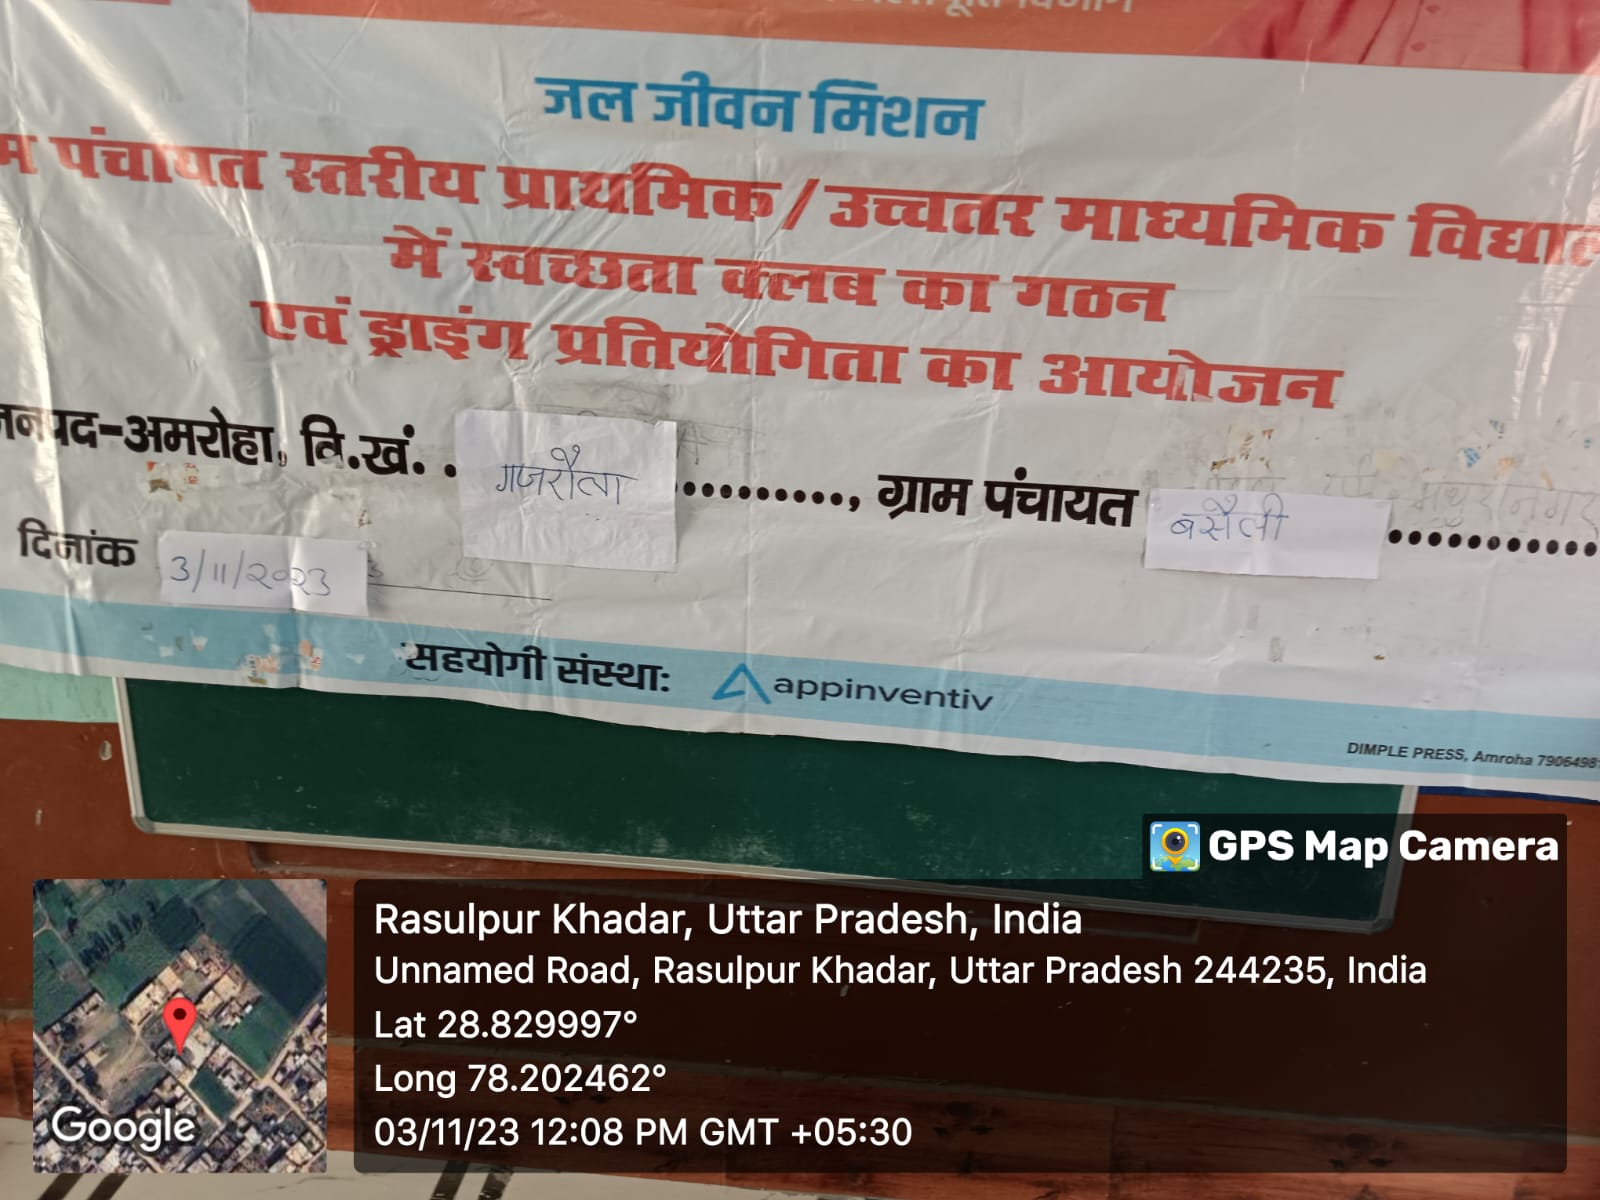 जल जीवन मिशन
पंचायत स्तरीय प्राथमिक / उच्चतर माध्यमिक
में स्वच्छता क्लब का गठन
एवं ड्राइंग प्रतियोगिता का आयोजन
जनपद-अमरोहा, वि.खं. . गजरौला .........., ग्राम पंचायत बसैली ............
दिनांक 3/11/2023
सहयोगी संस्था: appinventiv
DIMPLE PRESS, Amroha
GPS Map Camera
Rasulpur Khadar, Uttar Pradesh, India
Unnamed Road, Rasulpur Khadar, Uttar Pradesh 244235, India
Lat 28.829997°
Long 78.202462°
03/11/23 12:08 PM GMT +05:30
Google